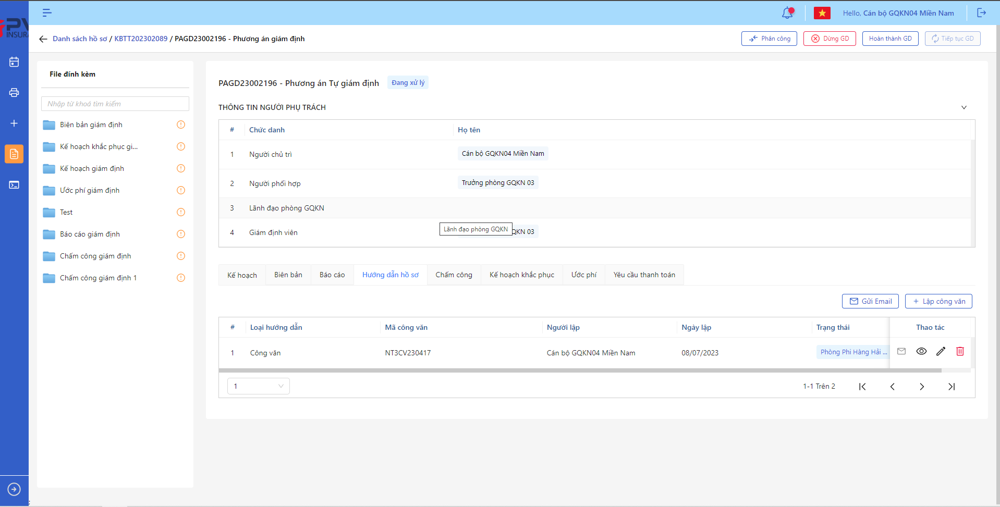 Hello, Cán bộ GQKN04 Miền Nam
PV
INSURA
Danh sách hồ sơ / KBTT202302089 / PAGD23002196 - Phương án giám định
Phân công
Dừng GD
Hoàn thành GD
Tiếp tục GD
File đính kèm
Nhập từ khoá tìm kiếm
Biên bản giám định
Kế hoạch khắc phục gi...
Kế hoạch giám định
Ước phí giám định
Test
Báo cáo giám định
Chấm công giám định
Chấm công giám định 1
PAGD23002196 - Phương án Tự giám định
Đang xử lý
THÔNG TIN NGƯỜI PHỤ TRÁCH
# Chức danh Họ tên
1 Người chủ trì Cán bộ GQKN04 Miền Nam
2 Người phối hợp Trưởng phòng GQKN 03
3 Lãnh đạo phòng GQKN
Lãnh đạo phòng GQKN
4 Giám định viên QKN 03
Kế hoạch
Biên bản
Báo cáo
Hướng dẫn hồ sơ
Chấm công
Kế hoạch khắc phục
Ước phí
Yêu cầu thanh toán
Gửi Email
+ Lập công văn
# Loại hướng dẫn Mã công văn Người lập Ngày lập Trạng thái Thao tác
1 Công văn NT3CV230417 Cán bộ GQKN04 Miền Nam 08/07/2023 Phòng Phi Hàng Hải ...
1
1-1 Trên 2